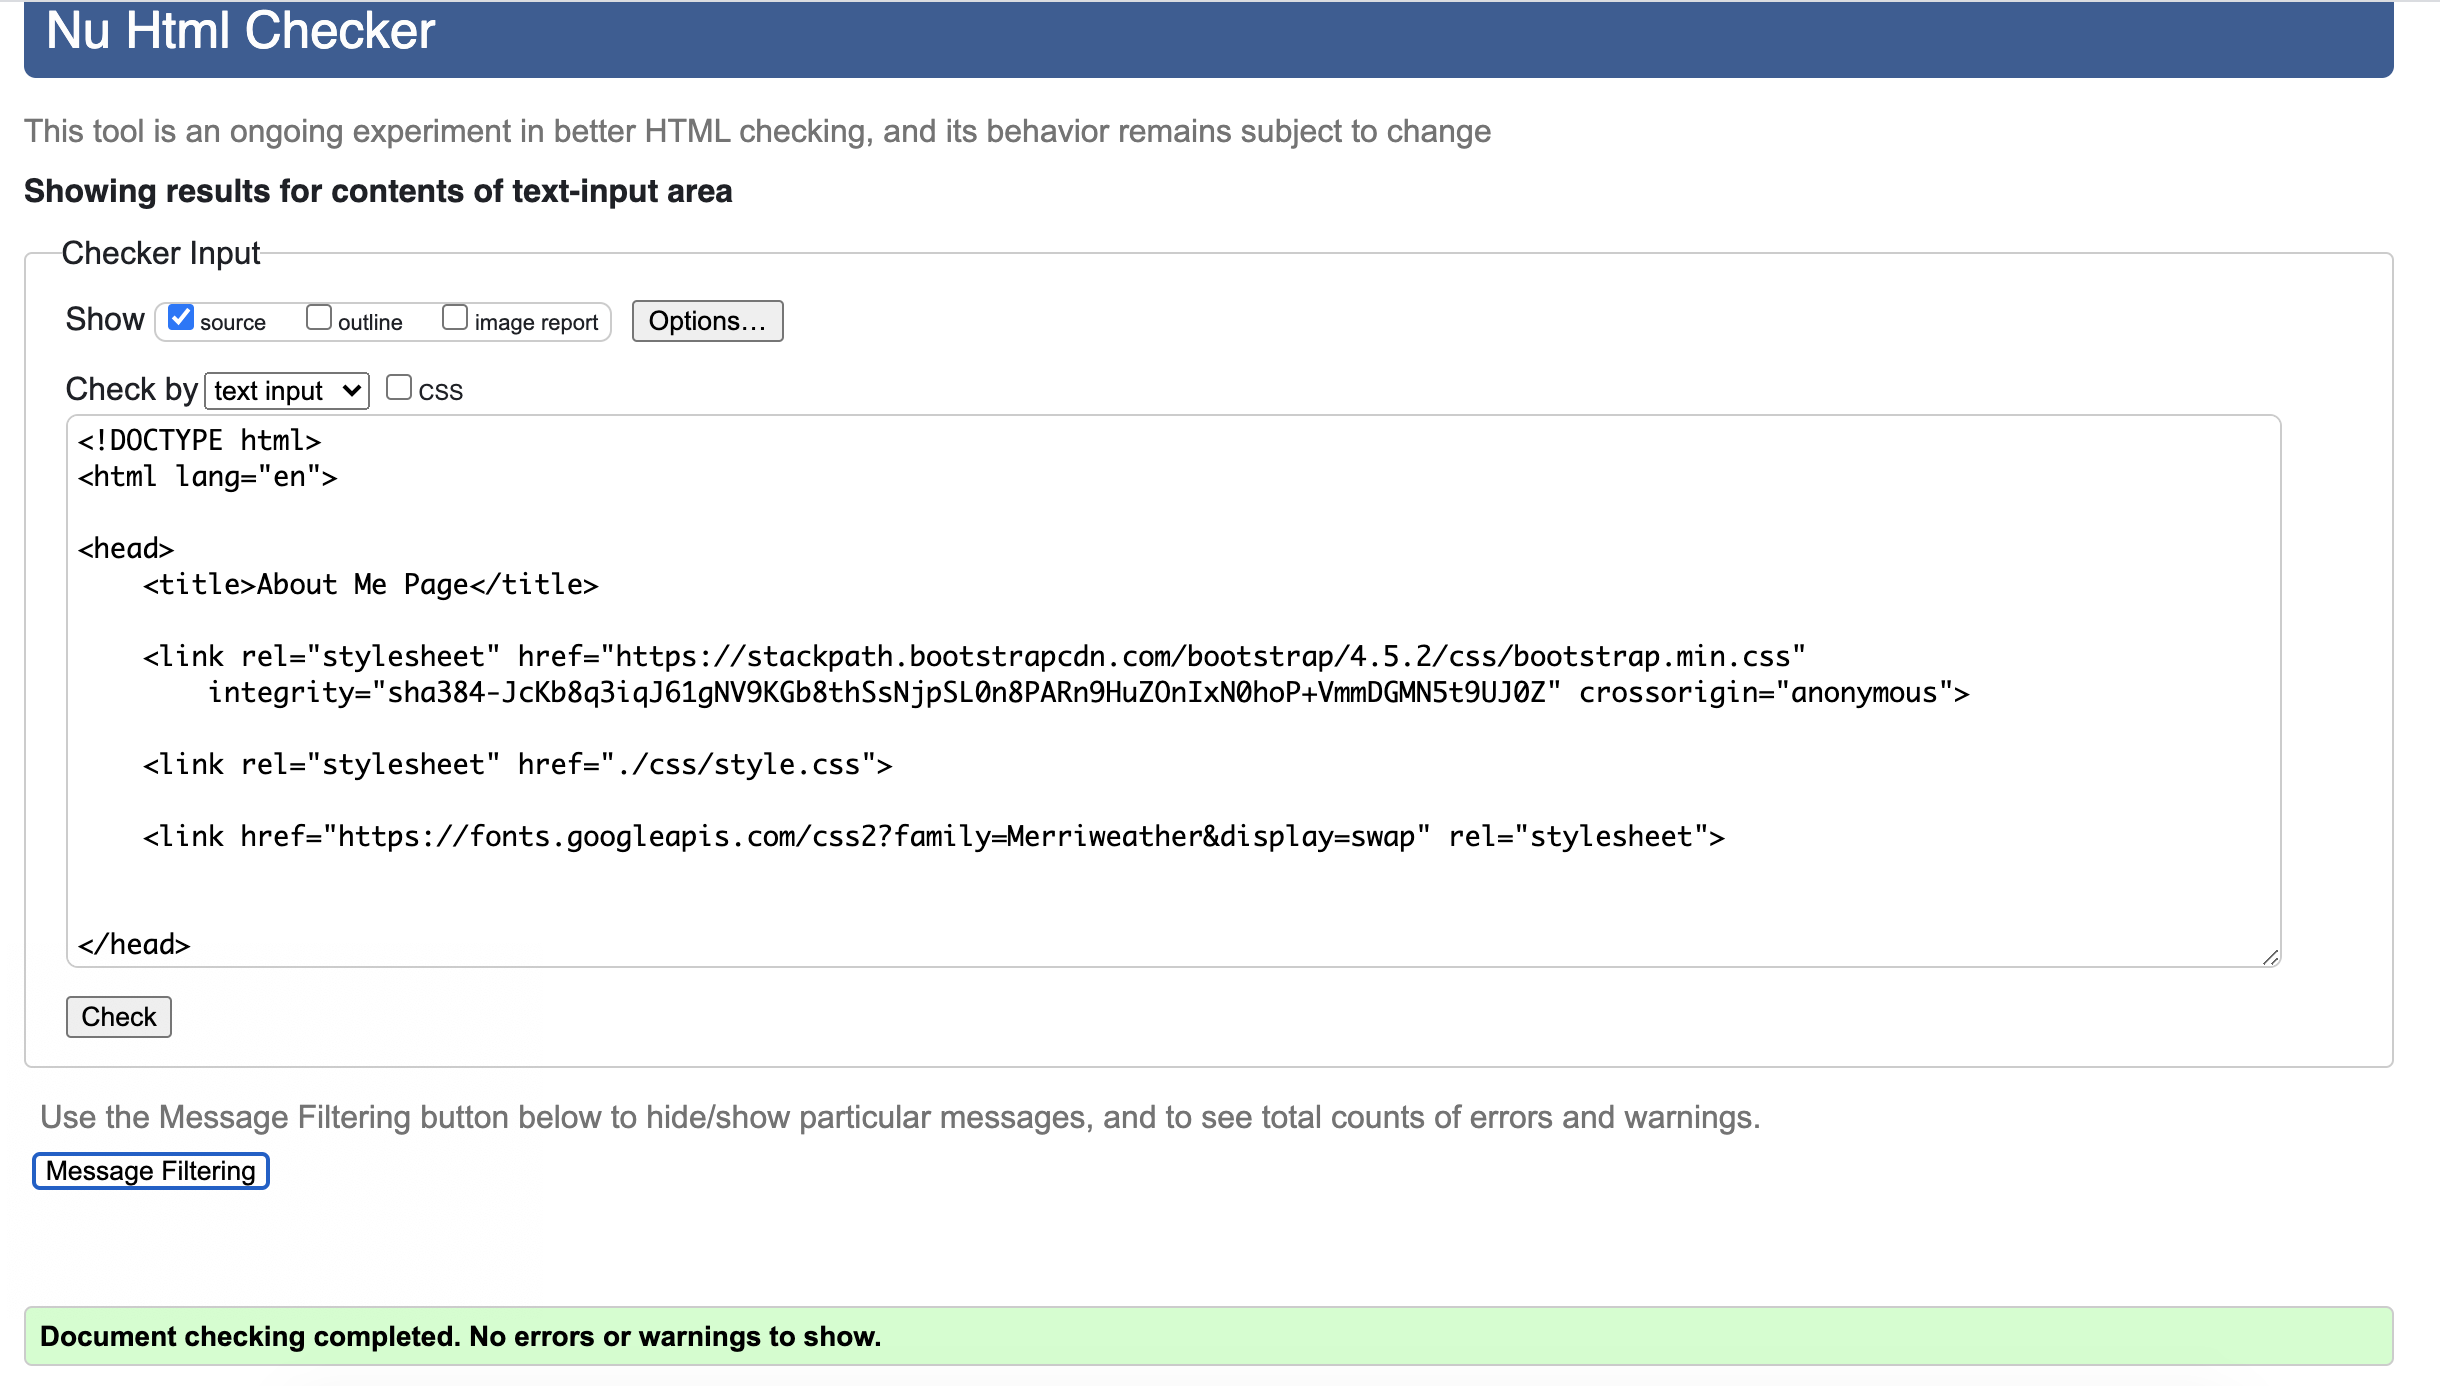 Nu Html Checker
This tool is an ongoing experiment in better HTML checking, and its behavior remains subject to change
Showing results for contents of text-input area
Checker Input
Show source outline image report Options...
Check by text input css
<!DOCTYPE html>
<html lang="en">
<head>
<title>About Me Page</title>
<link rel="stylesheet" href="https://stackpath.bootstrapcdn.com/bootstrap/4.5.2/css/bootstrap.min.css"
integrity="sha384-JcKb8q3iqJ61gNV9KGb8thSsNjpSL0n8PARn9HuZOnIxN0hoP+VmmDGMN5t9UJ0Z" crossorigin="anonymous">
<link rel="stylesheet" href="./css/style.css">
<link href="https://fonts.googleapis.com/css2?family=Merriweather&display=swap" rel="stylesheet">
</head>
Check
Use the Message Filtering button below to hide/show particular messages, and to see total counts of errors and warnings.
Message Filtering
Document checking completed. No errors or warnings to show.